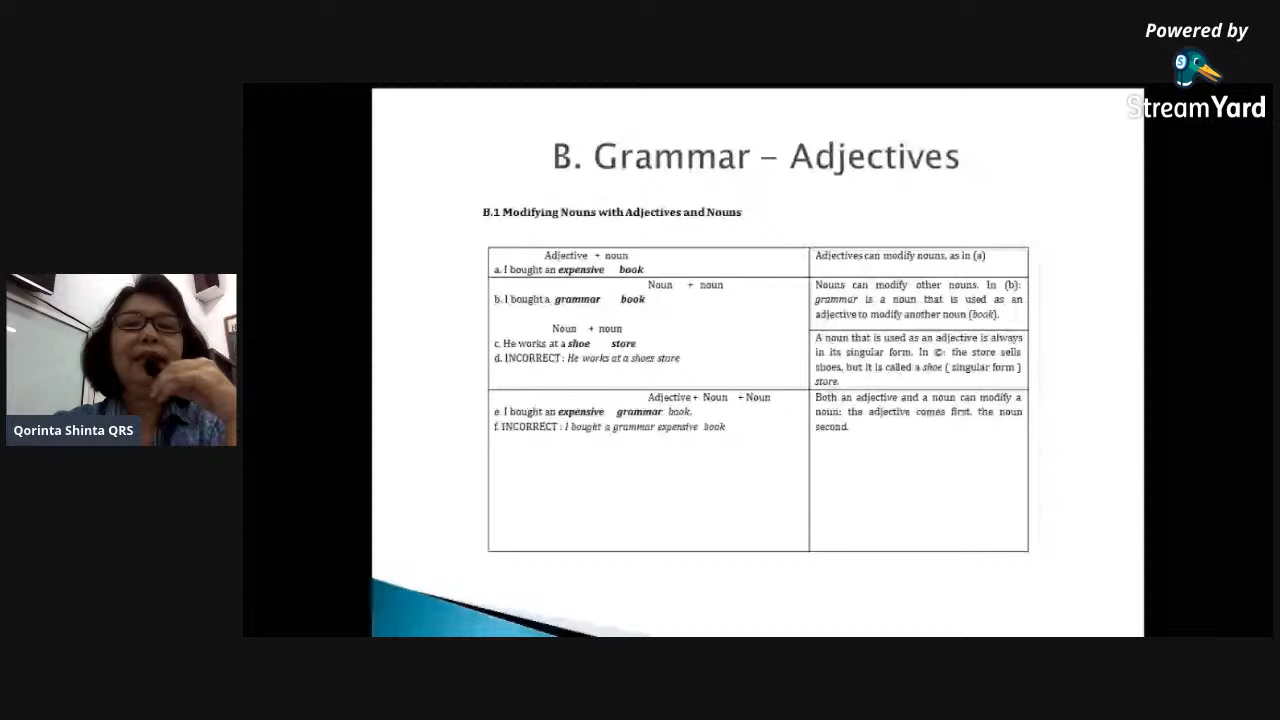 Powered by
StreamYard
B. Grammar – Adjectives
B.1 Modifying Nouns with Adjectives and Nouns
Adjective + noun
a. I bought an expensive book
Adjectives can modify nouns, as in (a)
Noun + noun
b. I bought a grammar book
Noun + noun
c. He works at a shoe store
d. INCORRECT : He works at a shoes store
Nouns can modify other nouns. In (b):
grammar is a noun that is used as an
adjective to modify another noun (book).
A noun that is used as an adjective is always
in its singular form. In ©: the store sells
shoes, but it is called a shoe ( singular form )
store.
Adjective + Noun + Noun
e. I bought an expensive grammar book.
f. INCORRECT : I bought a grammar expensive book
Both an adjective and a noun can modify a
noun: the adjective comes first, the noun
second.
Qorinta Shinta QRS